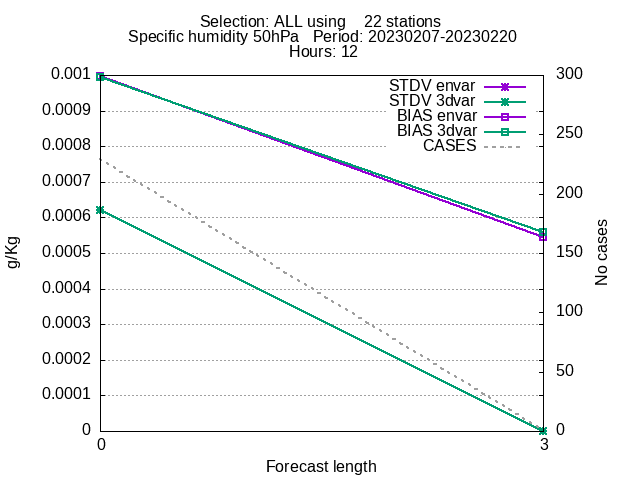 Selection: ALL using    22 stations
Specific humidity 50hPa   Period: 20230207-20230220
Hours: 12
0.001
0.0009
0.0008
0.0007
0.0006
0.0005
0.0004
0.0003
0.0002
0.0001
0
g/Kg
STDV envar
STDV 3dvar
BIAS envar
BIAS 3dvar
CASES
300
250
200
150
100
50
0
No cases
0
3
Forecast length